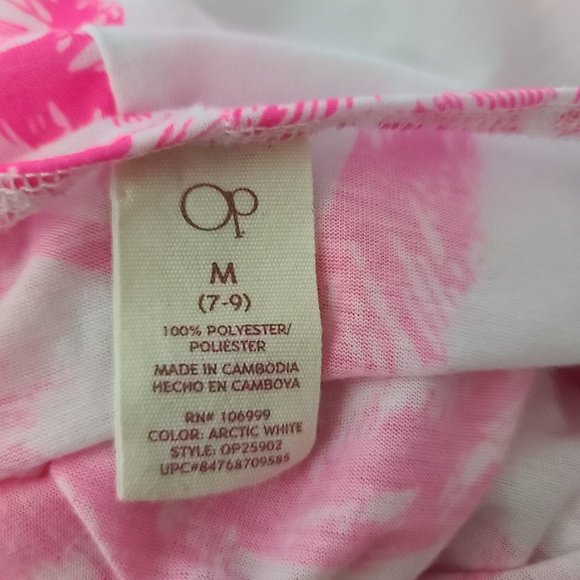 Op
M
(7-9)
100% POLYESTER/
POLIÉSTER
MADE IN CAMBODIA
HECHO EN CAMBOYA
RN# 106999
COLOR: ARCTIC WHITE
STYLE: OP25902
UPC#84768709585